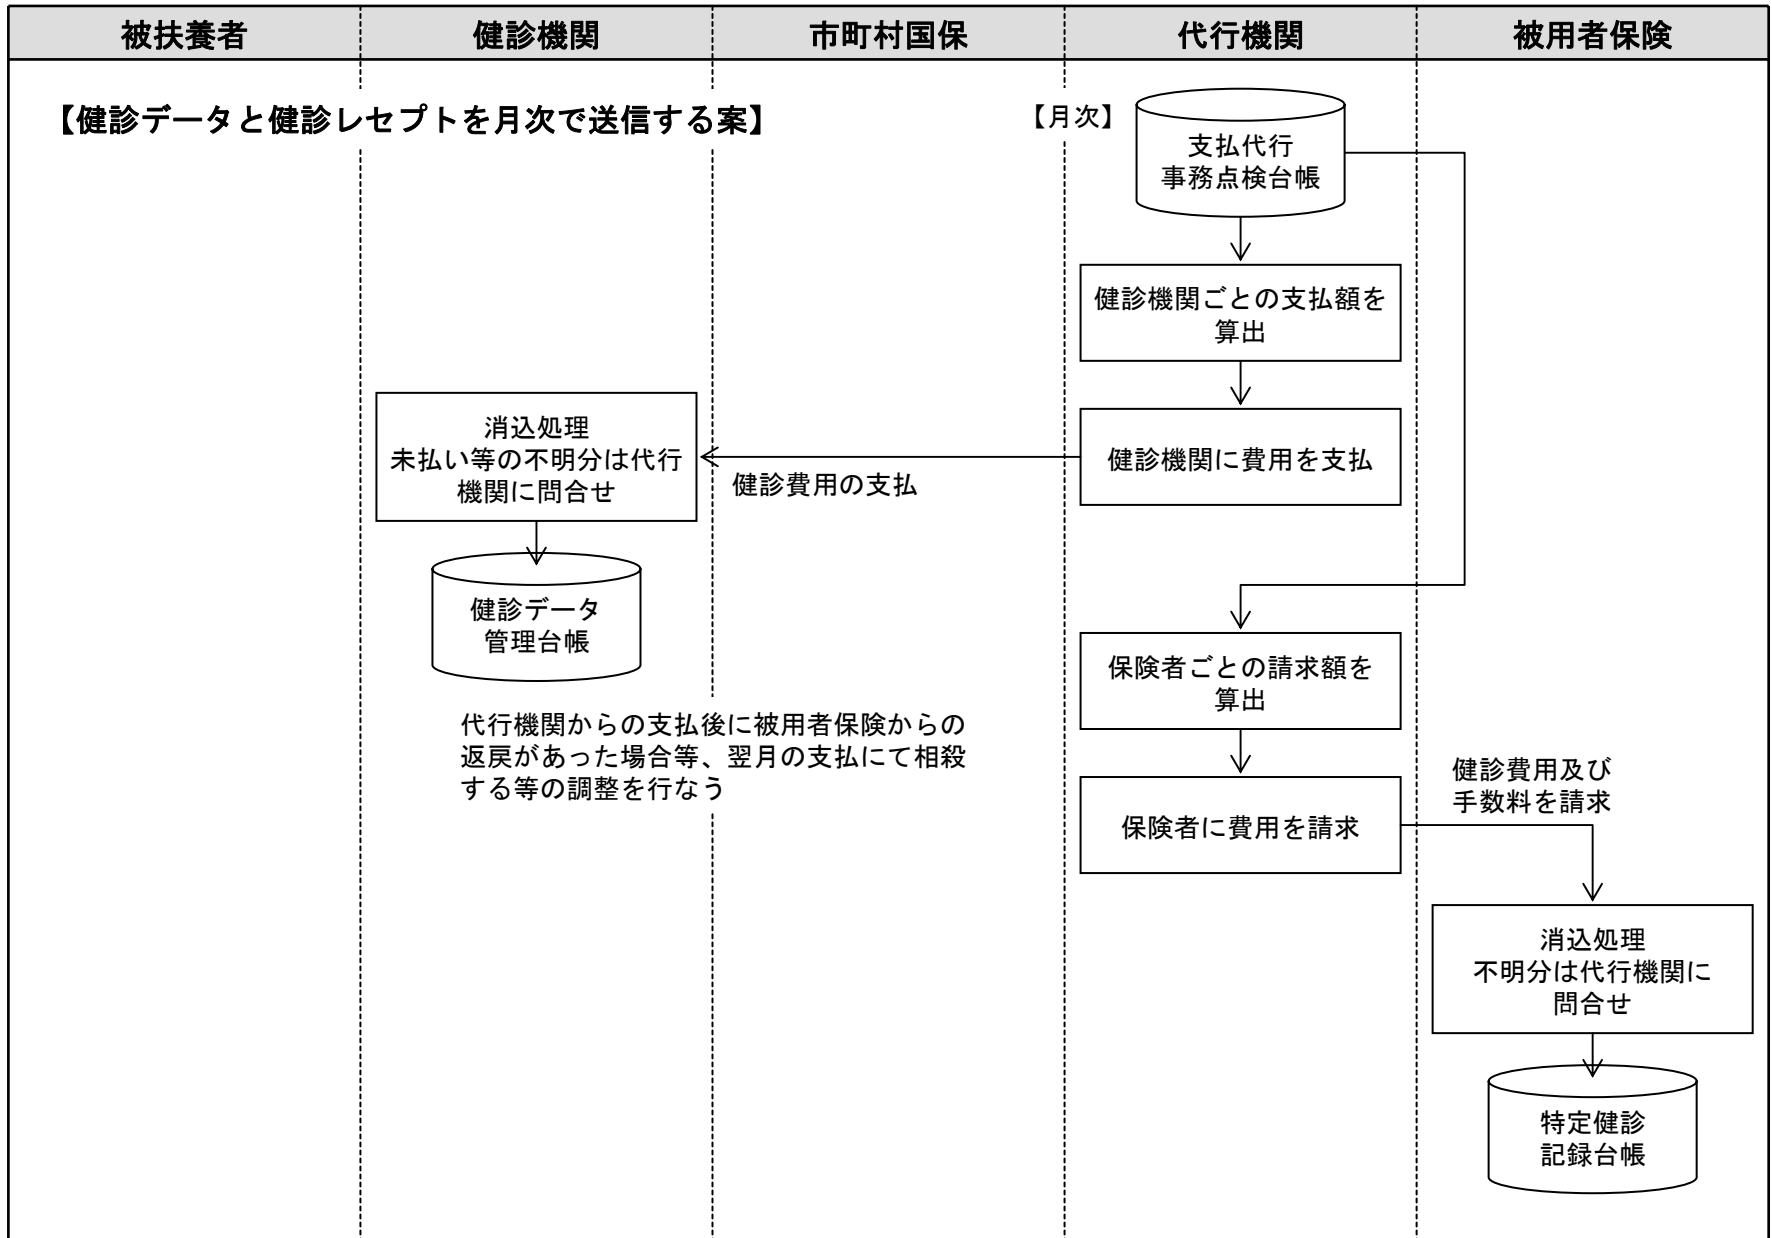 被扶養者
健診機関
市町村国保
代行機関
被用者保険
【健診データと健診レセプトを月次で送信する案】
【月次】
支払代行
事務点検台帳
健診機関ごとの支払額を
算出
消込処理
未払い等の不明分は代行
機関に問合せ
健診費用の支払
健診機関に費用を支払
健診データ
管理台帳
保険者ごとの請求額を
算出
代行機関からの支払後に被用者保険からの
返戻があった場合等、翌月の支払にて相殺
する等の調整を行なう
保険者に費用を請求
健診費用及び
手数料を請求
消込処理
不明分は代行機関に
問合せ
特定健診
記録台帳